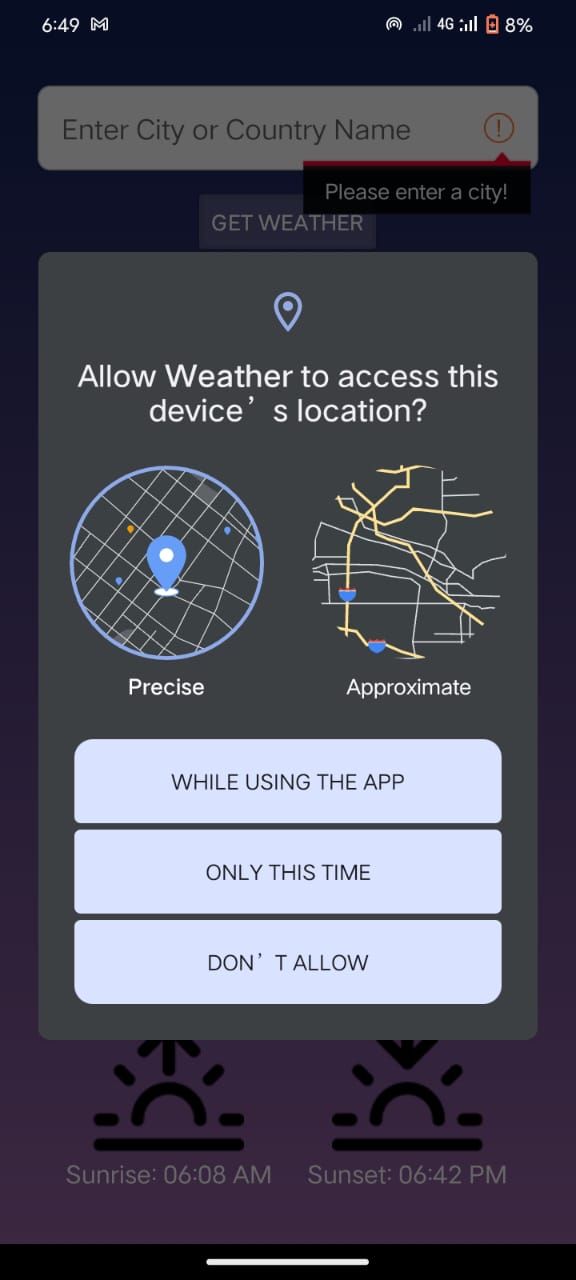 6:49
4G 8%
Enter City or Country Name
Please enter a city!
GET WEATHER
Allow Weather to access this
device’s location?
Precise
Approximate
WHILE USING THE APP
ONLY THIS TIME
DON’T ALLOW
Sunrise: 06:08 AM
Sunset: 06:42 PM